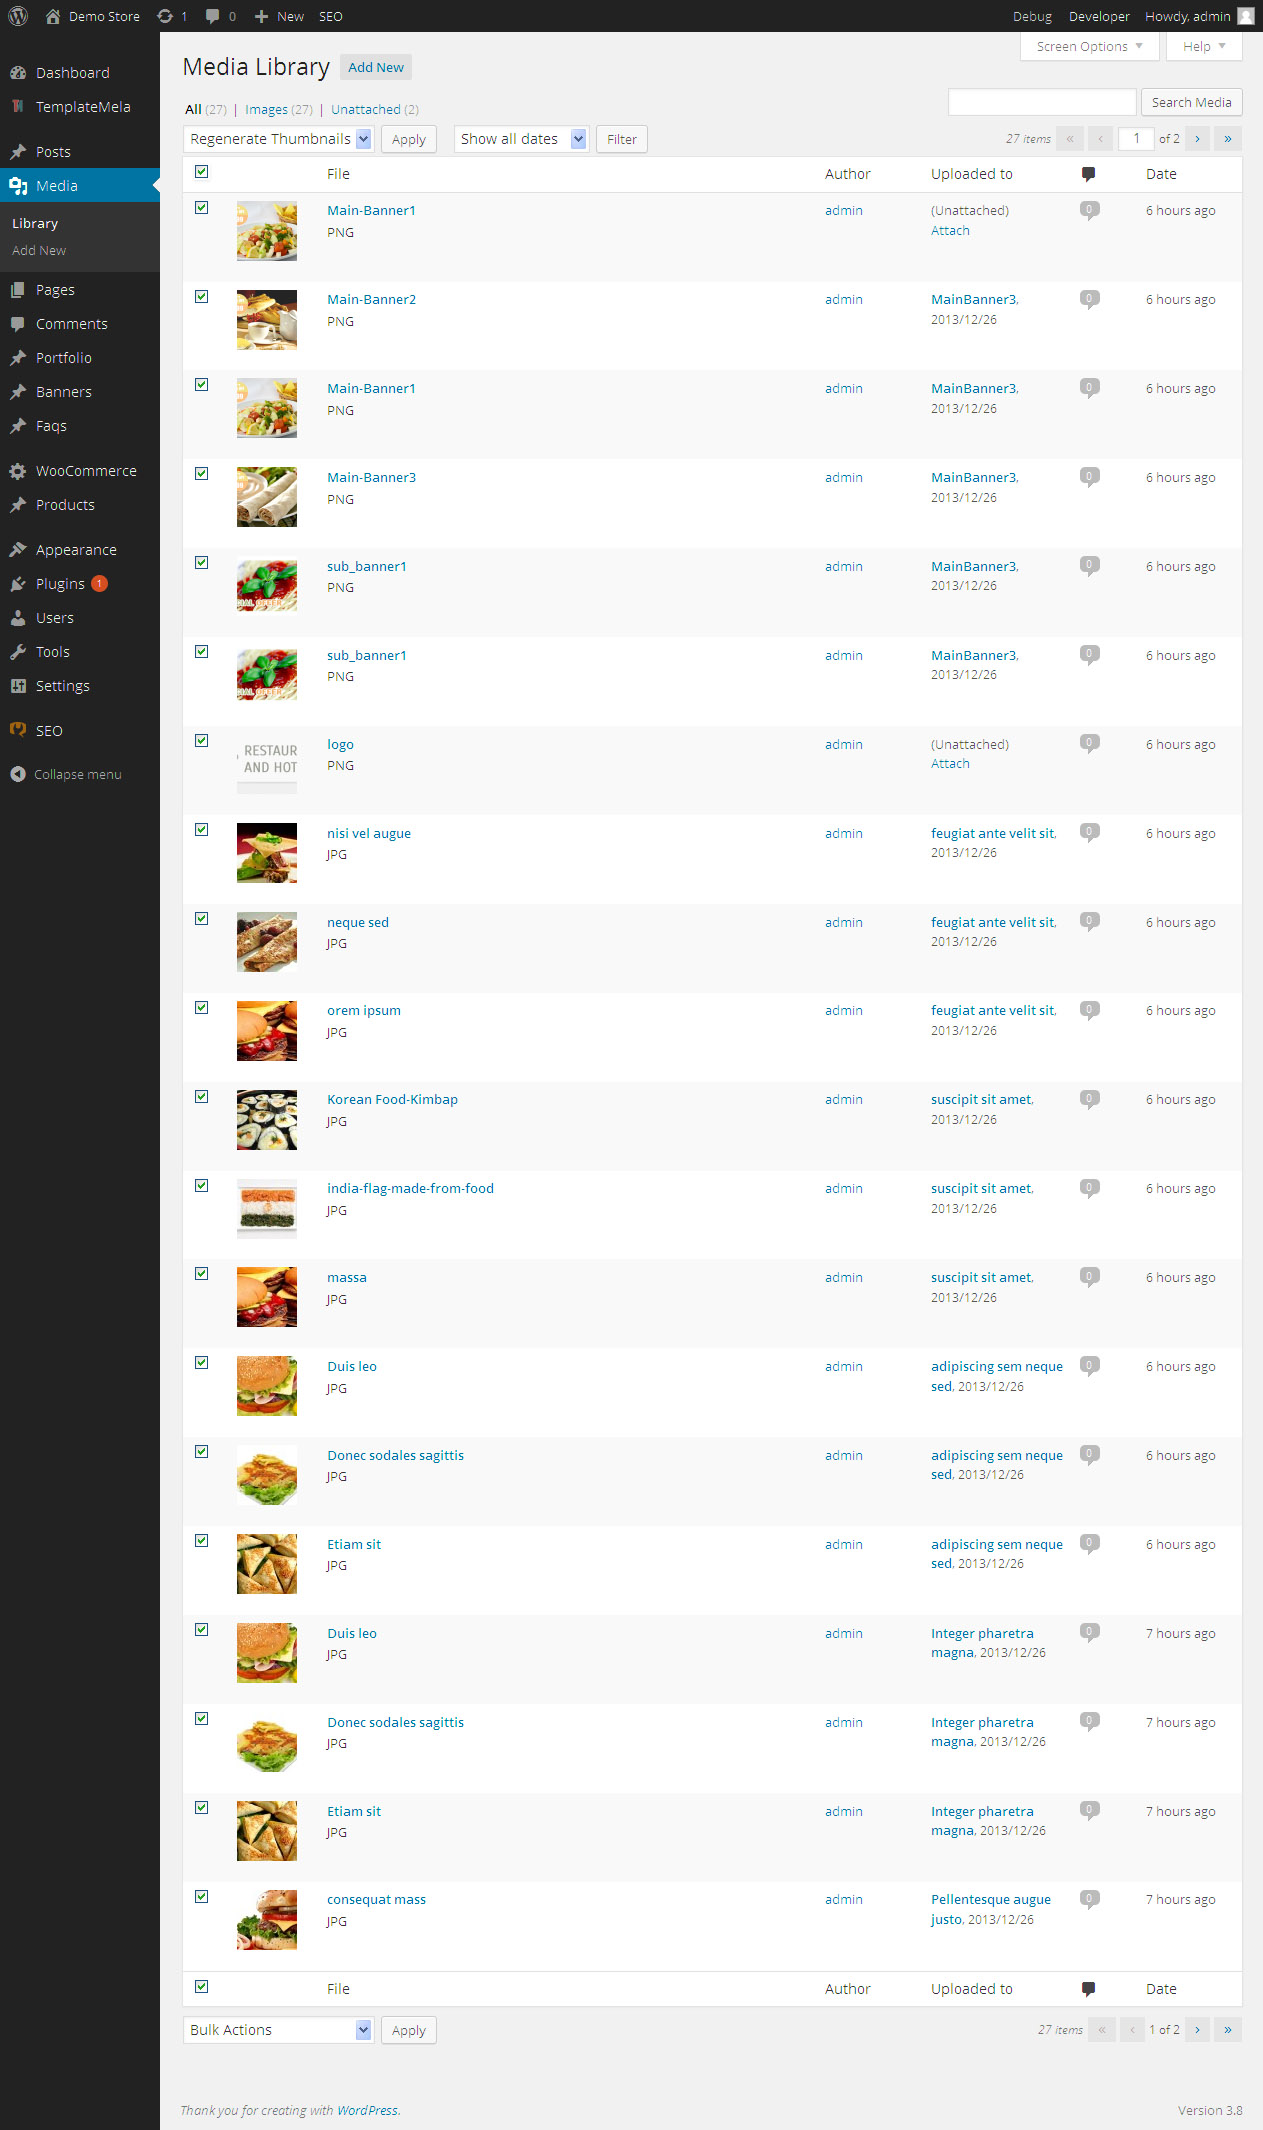 Demo Store 1 0 New SEO Debug Developer Howdy, admin
Screen Options Help
Dashboard
TemplateMela
Posts
Media
Library
Add New
Pages
Comments
Portfolio
Banners
Faqs
WooCommerce
Products
Appearance
Plugins 1
Users
Tools
Settings
SEO
Collapse menu
Media Library Add New
All (27) | Images (27) | Unattached (2)
Search Media
Regenerate Thumbnails Apply Show all dates Filter 27 items « ‹ 1 of 2 › »
File Author Uploaded to Date
Main-Banner1 admin (Unattached) 0 6 hours ago
PNG Attach
Main-Banner2 admin MainBanner3, 0 6 hours ago
PNG 2013/12/26
Main-Banner1 admin MainBanner3, 0 6 hours ago
PNG 2013/12/26
Main-Banner3 admin MainBanner3, 0 6 hours ago
PNG 2013/12/26
sub_banner1 admin MainBanner3, 0 6 hours ago
PNG 2013/12/26
sub_banner1 admin MainBanner3, 0 6 hours ago
PNG 2013/12/26
logo admin (Unattached) 0 6 hours ago
RESTAUR
PNG Attach
AND HOT
nisi vel augue admin feugiat ante velit sit, 0 6 hours ago
JPG 2013/12/26
neque sed admin feugiat ante velit sit, 0 6 hours ago
JPG 2013/12/26
orem ipsum admin feugiat ante velit sit, 0 6 hours ago
JPG 2013/12/26
Korean Food-Kimbap admin suscipit sit amet, 0 6 hours ago
JPG 2013/12/26
india-flag-made-from-food admin suscipit sit amet, 0 6 hours ago
JPG 2013/12/26
massa admin suscipit sit amet, 0 6 hours ago
JPG 2013/12/26
Duis leo admin adipiscing sem neque 0 6 hours ago
JPG sed, 2013/12/26
Donec sodales sagittis admin adipiscing sem neque 0 6 hours ago
JPG sed, 2013/12/26
Etiam sit admin adipiscing sem neque 0 6 hours ago
JPG sed, 2013/12/26
Duis leo admin Integer pharetra 0 7 hours ago
JPG magna, 2013/12/26
Donec sodales sagittis admin Integer pharetra 0 7 hours ago
JPG magna, 2013/12/26
Etiam sit admin Integer pharetra 0 7 hours ago
JPG magna, 2013/12/26
consequat mass admin Pellentesque augue 0 7 hours ago
JPG justo, 2013/12/26
File Author Uploaded to Date
Bulk Actions Apply 27 items « ‹ 1 of 2 › »
Thank you for creating with WordPress. Version 3.8